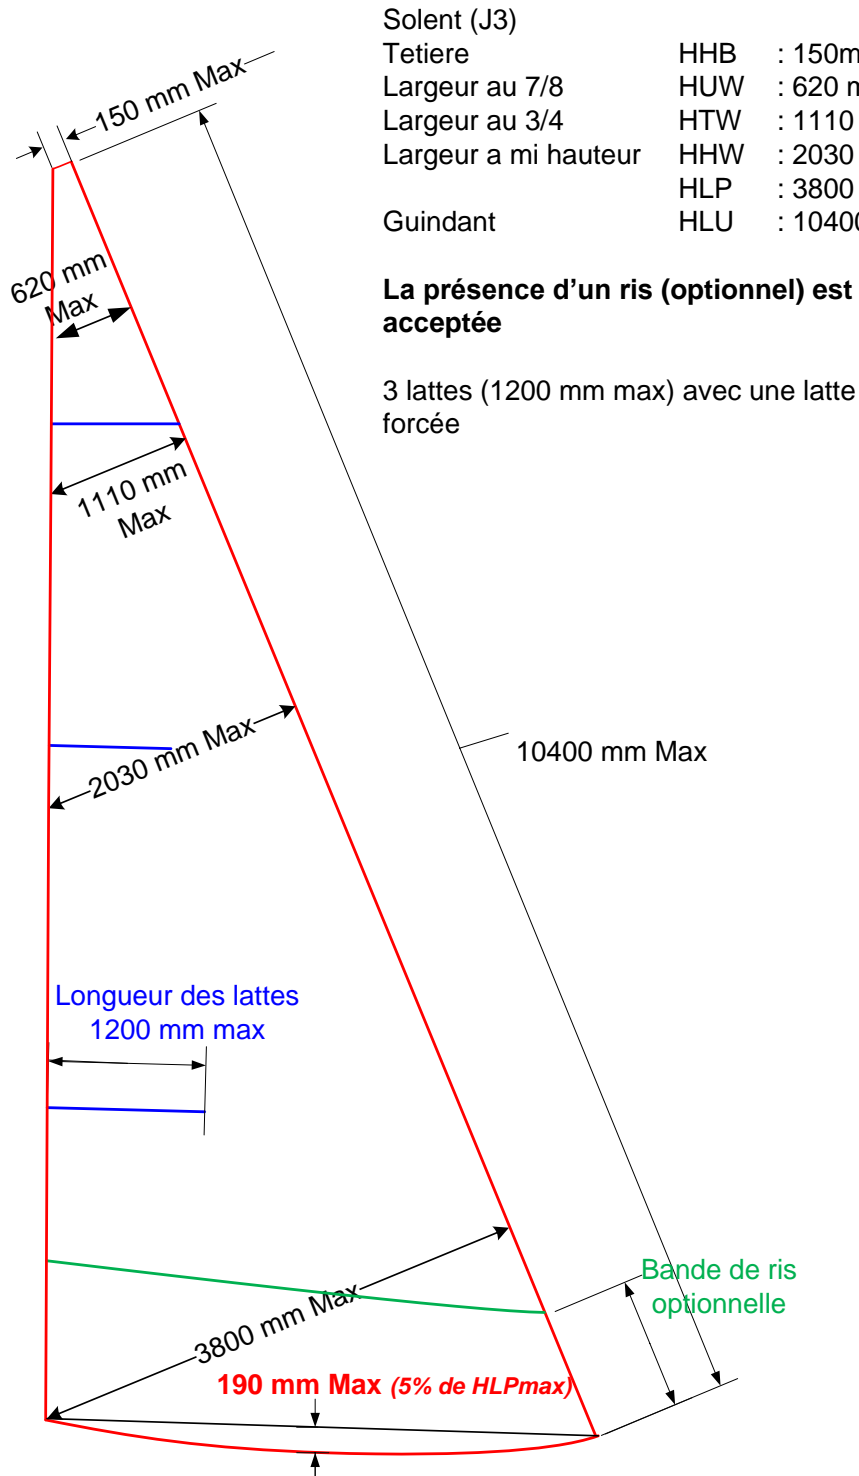 Solent (J3)
Tetiere HHB : 150m
Largeur au 7/8 HUW : 620 m
Largeur au 3/4 HTW : 1110
Largeur a mi hauteur HHW : 2030
HLP : 3800
Guindant HLU : 10400
La présence d’un ris (optionnel) est
acceptée
3 lattes (1200 mm max) avec une latte
forcée
150 mm Max
620 mm
Max
1110 mm
Max
2030 mm Max
10400 mm Max
Longueur des lattes
1200 mm max
Bande de ris
optionnelle
3800 mm Max
190 mm Max (5% de HLPmax)